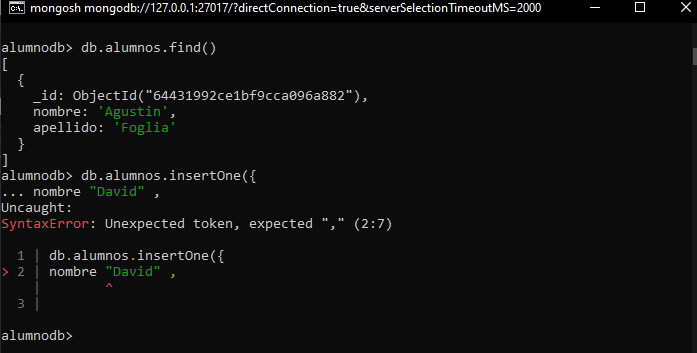 mongosh mongodb://127.0.0.1:27017/?directConnection=true&serverSelectionTimeoutMS=2000
alumnodb> db.alumnos.find()
[
  {
    _id: ObjectId("64431992ce1bf9cca096a882"),
    nombre: 'Agustin',
    apellido: 'Foglia'
  }
]
alumnodb> db.alumnos.insertOne({
... nombre "David" ,
Uncaught:
SyntaxError: Unexpected token, expected "," (2:7)
  1 | db.alumnos.insertOne({
> 2 | nombre "David" ,
    |        ^
  3 |
alumnodb>